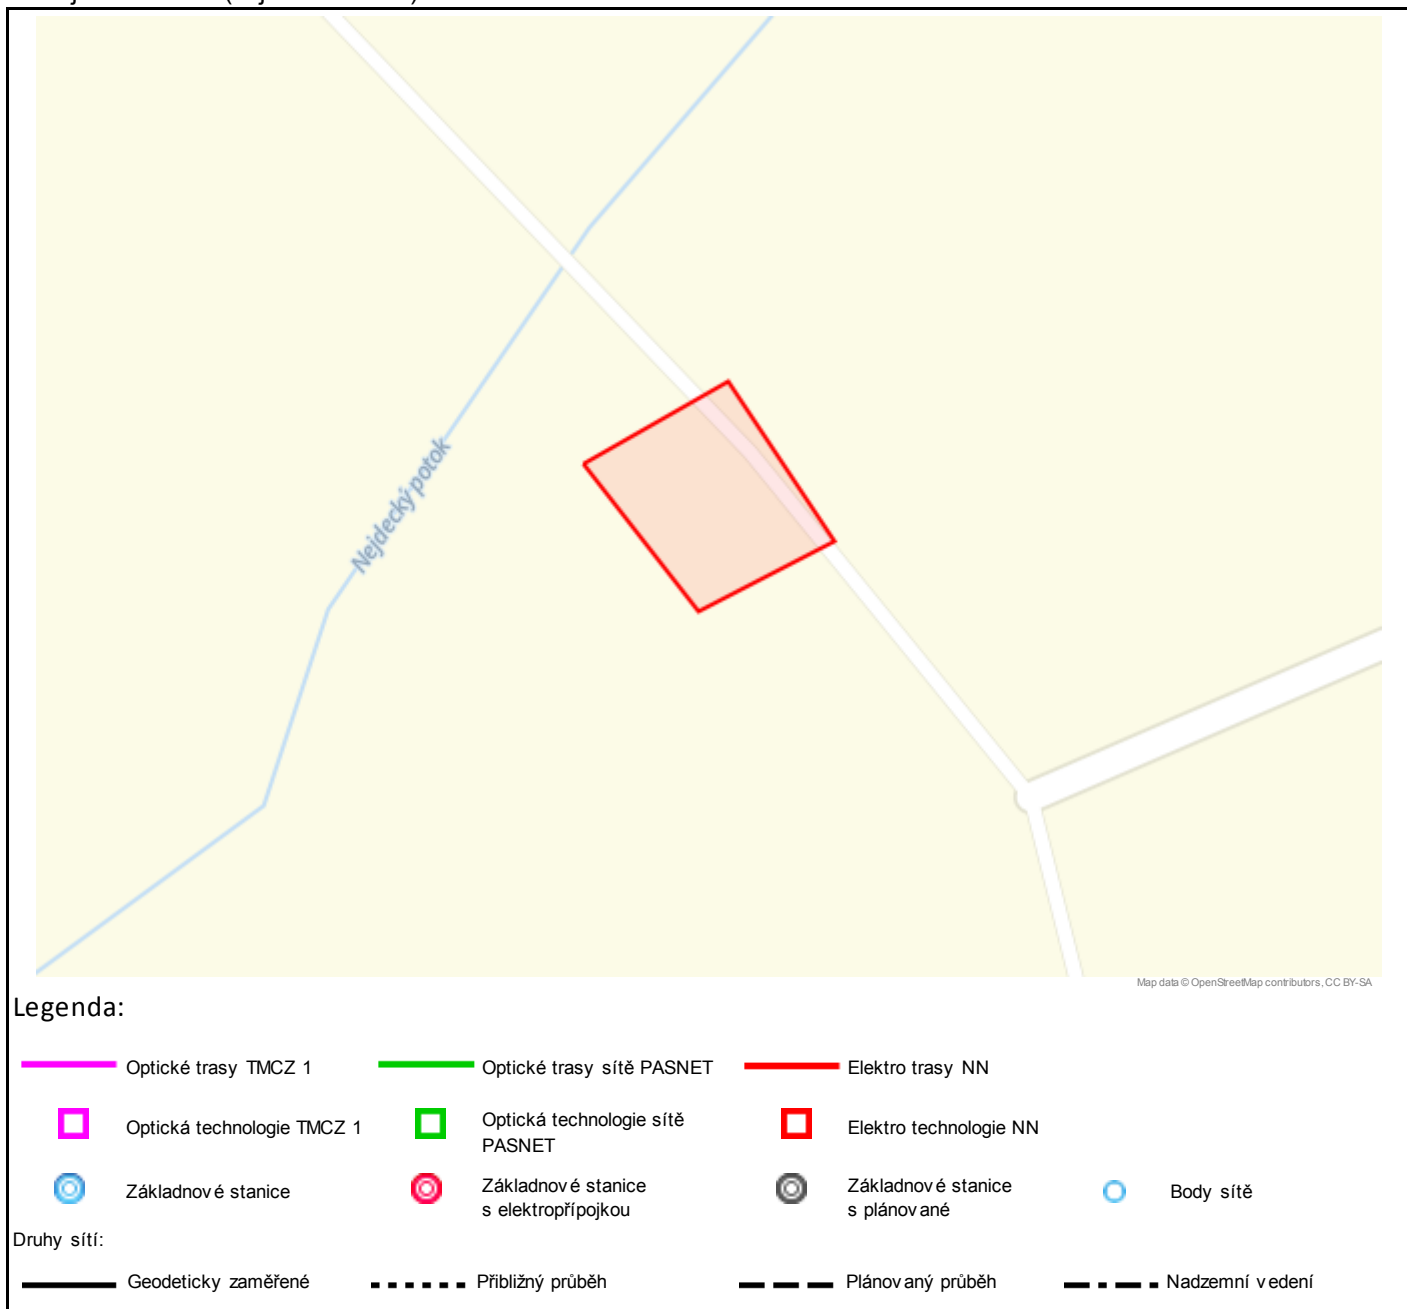 Nejdecký potok
Map data © OpenStreetMap contributors, CC BY-SA
Legenda:
Optické trasy TMCZ 1
Optické trasy sítě PASNET
Elektro trasy NN
Optická technologie TMCZ 1
Optická technologie sítě
PASNET
Elektro technologie NN
Základnové stanice
Základnové stanice
s elektropřípojkou
Základnové stanice
s plánované
Body sítě
Druhy sítí:
Geodeticky zaměřené
Přibližný průběh
Plánovaný průběh
Nadzemní vedení